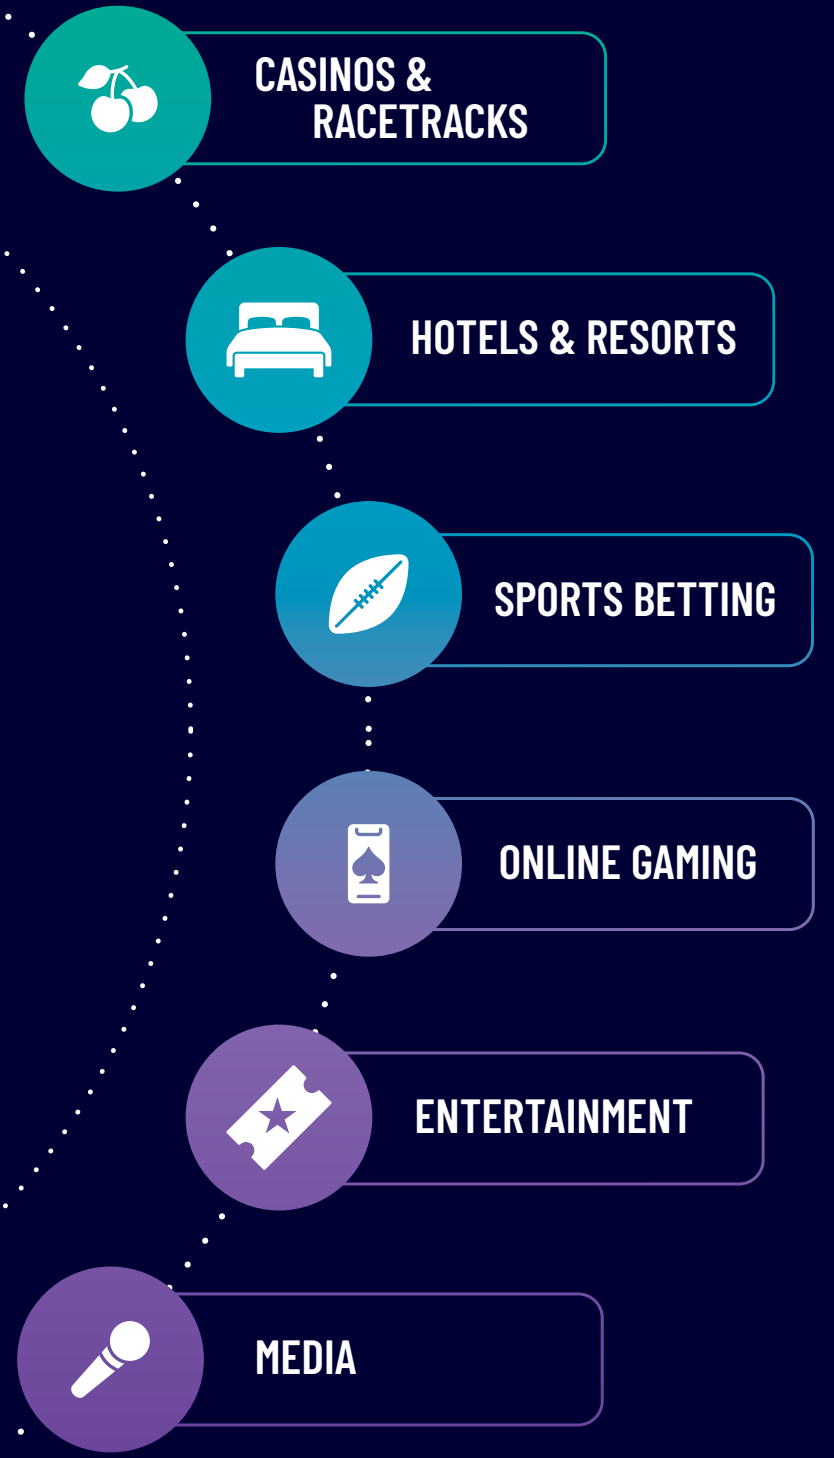 CASINOS &
RACETRACKS
HOTELS & RESORTS
SPORTS BETTING
ONLINE GAMING
ENTERTAINMENT
MEDIA